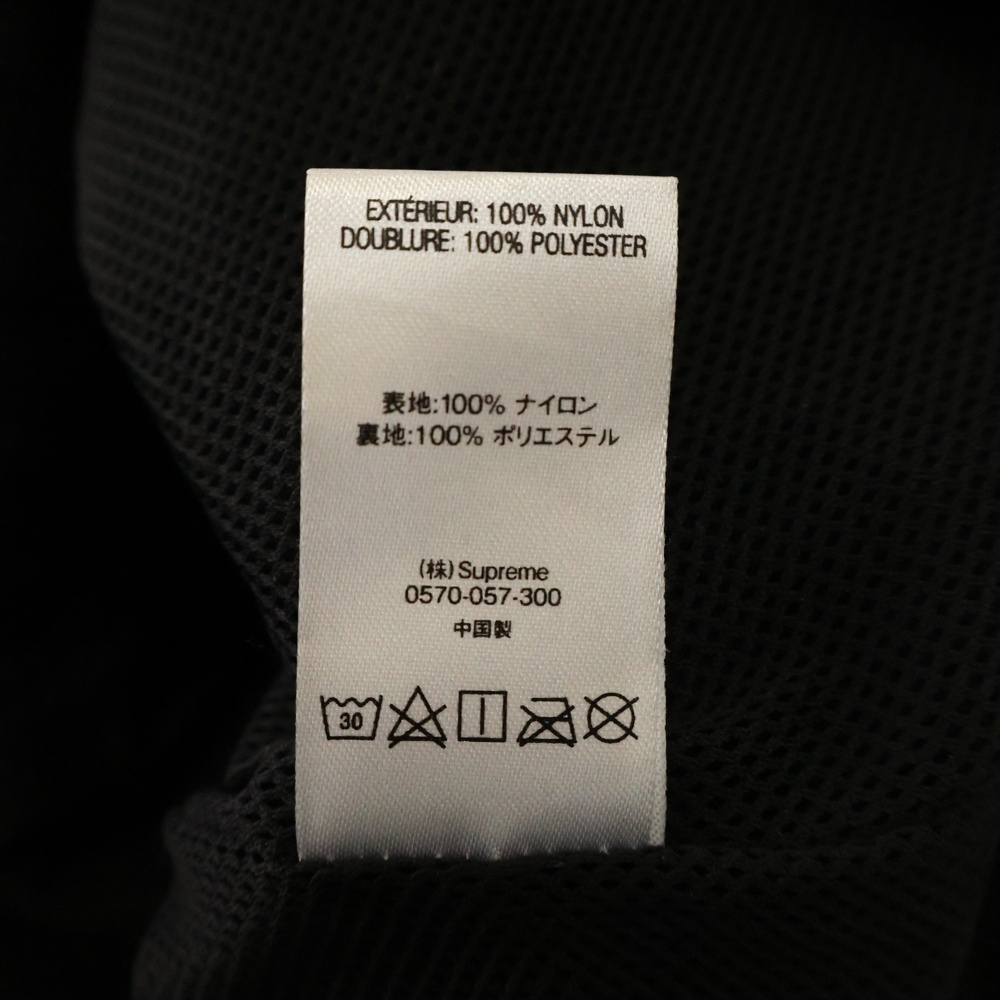 EXTÉRIEUR: 100% NYLON
DOUBLURE: 100% POLYESTER
表地:100% ナイロン
裏地:100% ポリエステル
(株)Supreme
0570-057-300
中国製
30